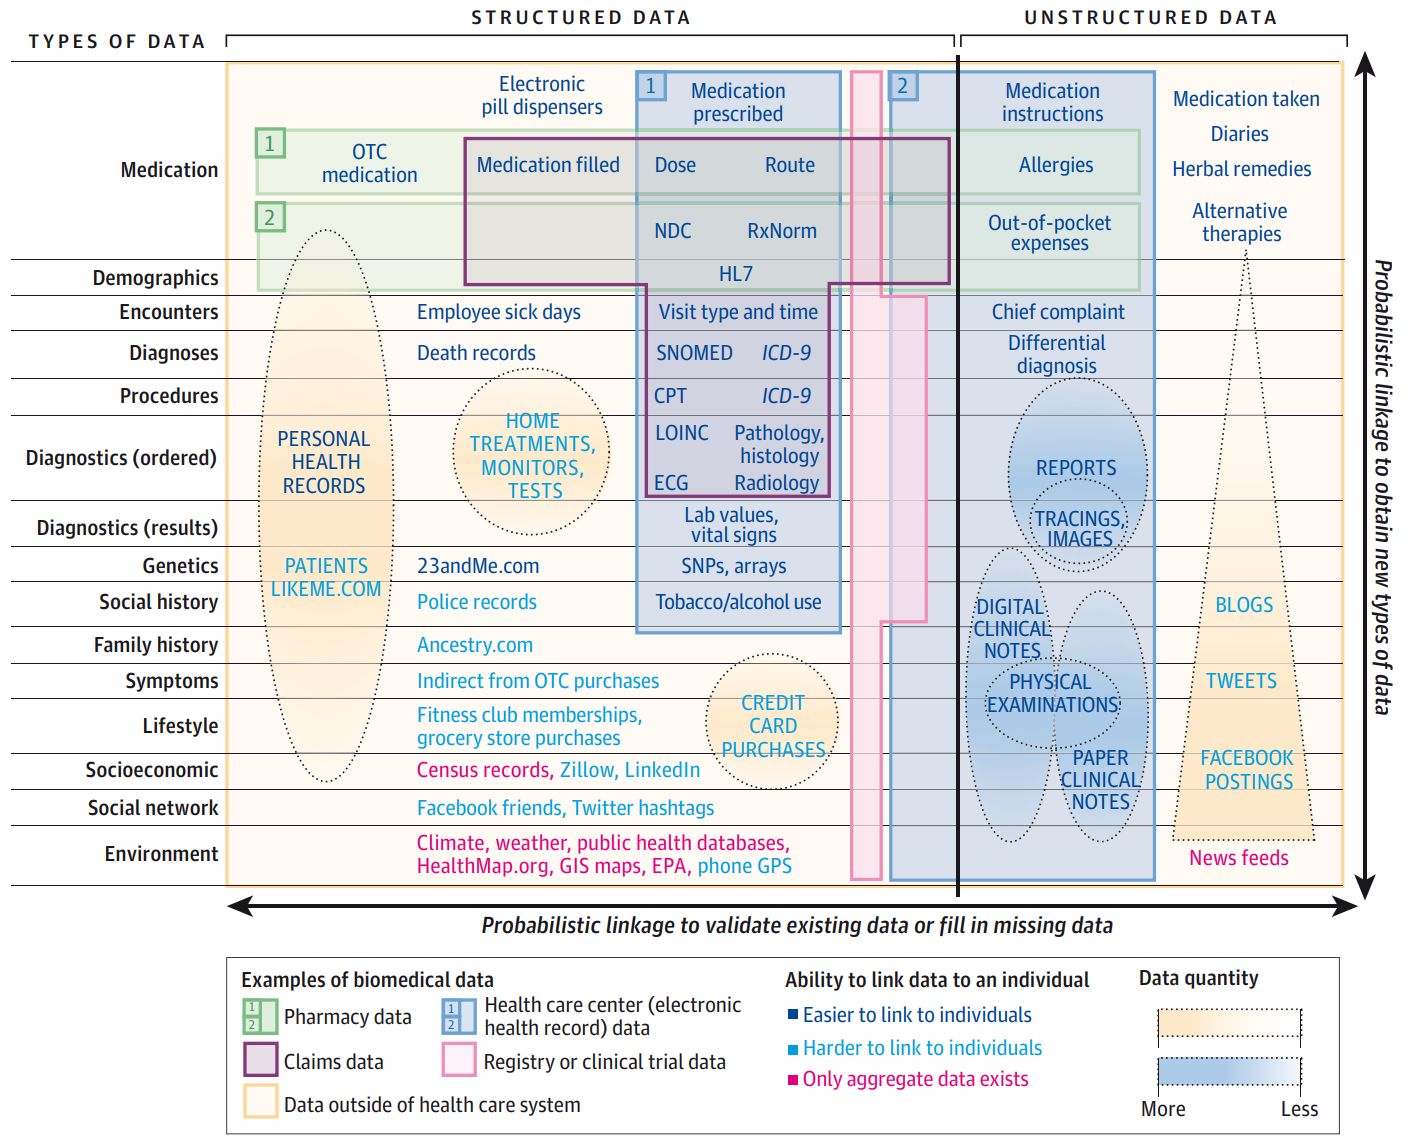 STRUCTURED DATA
UNSTRUCTURED DATA
TYPES OF DATA
Medication
Electronic
pill dispensers
1
Medication
prescribed
2
Medication
instructions
Medication taken
Diaries
Herbal remedies
Alternative
therapies
1
OTC
medication
Medication filled
Dose
Route
Allergies
2
NDC
RxNorm
Out-of-pocket
expenses
Demographics
HL7
Encounters
Employee sick days
Visit type and time
Chief complaint
Diagnoses
Death records
SNOMED
ICD-9
Differential
diagnosis
Procedures
CPT
ICD-9
Diagnostics (ordered)
PERSONAL
HEALTH
RECORDS
HOME
TREATMENTS,
MONITORS,
TESTS
LOINC
Pathology,
histology
ECG
Radiology
REPORTS
Diagnostics (results)
Lab values,
vital signs
TRACINGS,
IMAGES
Genetics
PATIENTS
LIKEME.COM
23andMe.com
SNPs, arrays
Social history
Police records
Tobacco/alcohol use
DIGITAL
CLINICAL
NOTES
BLOGS
Family history
Ancestry.com
Symptoms
Indirect from OTC purchases
PHYSICAL
EXAMINATIONS
TWEETS
Lifestyle
Fitness club memberships,
grocery store purchases
CREDIT
CARD
PURCHASES
Socioeconomic
Census records, Zillow, LinkedIn
PAPER
CLINICAL
NOTES
FACEBOOK
POSTINGS
Social network
Facebook friends, Twitter hashtags
Environment
Climate, weather, public health databases,
HealthMap.org, GIS maps, EPA, phone GPS
News feeds
Probabilistic linkage to obtain new types of data
Probabilistic linkage to validate existing data or fill in missing data
Examples of biomedical data
1
2
Pharmacy data
1
2
Health care center (electronic
health record) data
Claims data
Registry or clinical trial data
Data outside of health care system
Ability to link data to an individual
Easier to link to individuals
Harder to link to individuals
Only aggregate data exists
Data quantity
More
Less